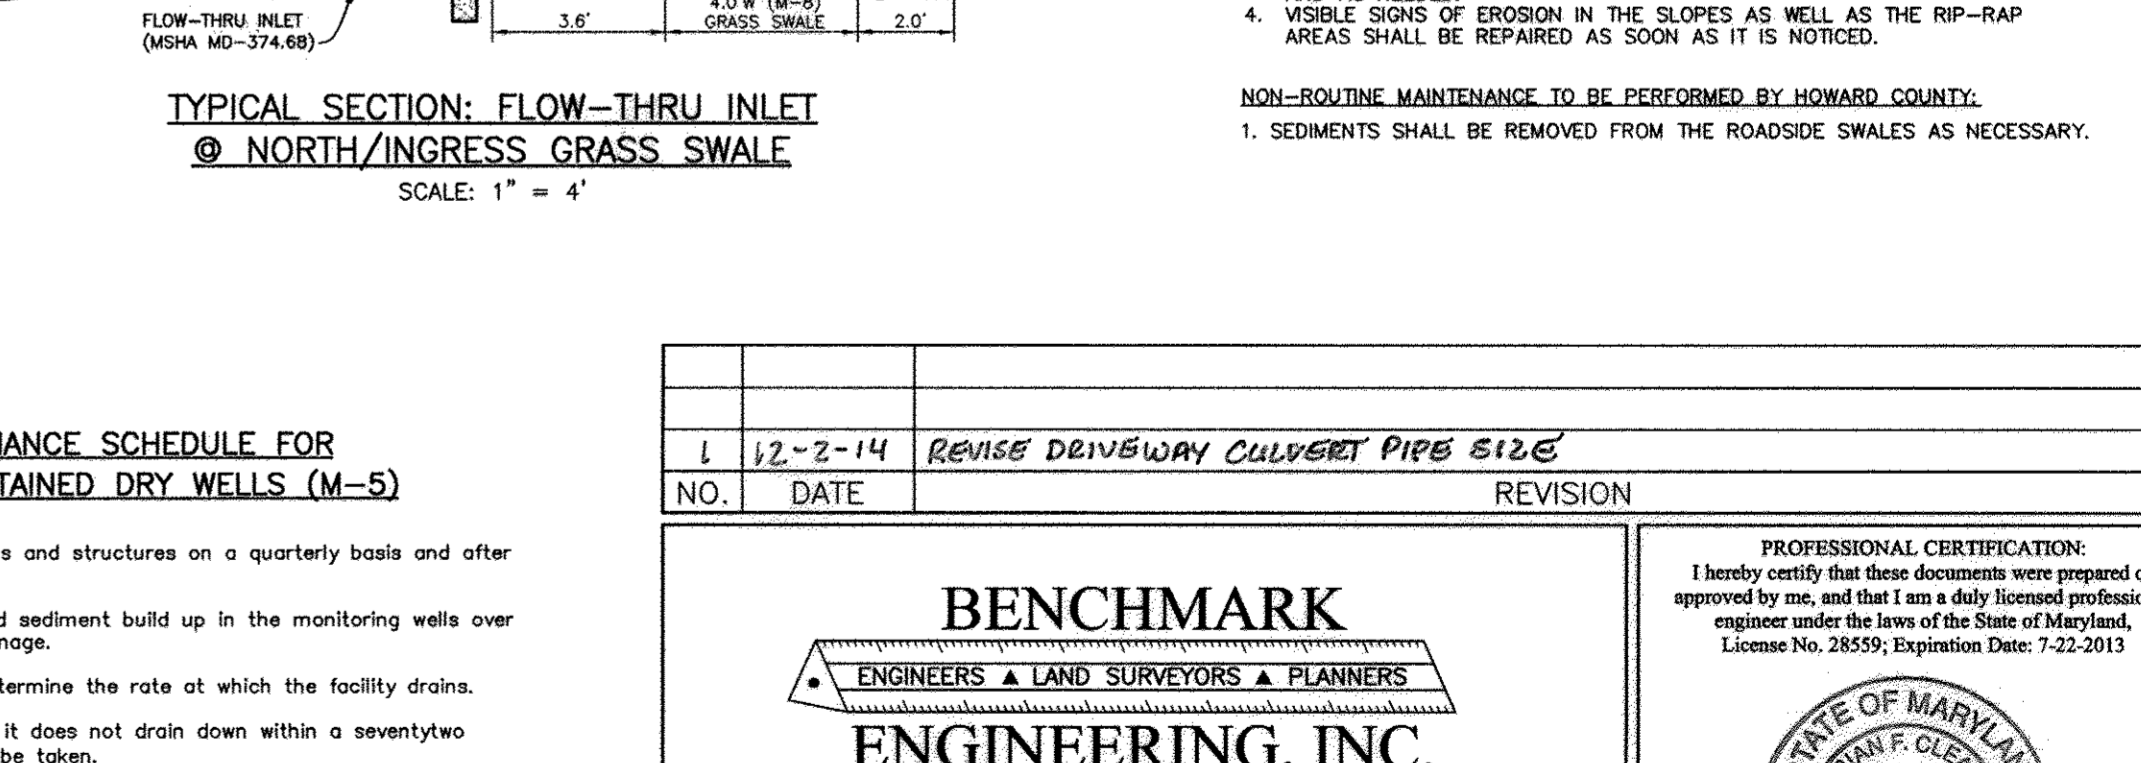 FLOW-THRU INLET
(MSHA MD-374.68)
3.6'
4.0'W (M-8)
GRASS SWALE
2.0'
TYPICAL SECTION: FLOW-THRU INLET
@ NORTH/INGRESS GRASS SWALE
SCALE: 1" = 4'
4. VISIBLE SIGNS OF EROSION IN THE SLOPES AS WELL AS THE RIP-RAP
AREAS SHALL BE REPAIRED AS SOON AS IT IS NOTICED.
NON-ROUTINE MAINTENANCE TO BE PERFORMED BY HOWARD COUNTY:
1. SEDIMENTS SHALL BE REMOVED FROM THE ROADSIDE SWALES AS NECESSARY.
IANCE SCHEDULE FOR
TAINED DRY WELLS (M-5)
s and structures on a quarterly basis and after
d sediment build up in the monitoring wells over
nage.
termine the rate at which the facility drains.
it does not drain down within a seventytwo
be taken.
1 12-2-14 REVISE DRIVEWAY CULVERT PIPE SIZE
NO. DATE REVISION
BENCHMARK
ENGINEERS ▲ LAND SURVEYORS ▲ PLANNERS
ENGINEERING, INC.
PROFESSIONAL CERTIFICATION:
I hereby certify that these documents were prepared o
approved by me, and that I am a duly licensed professio
engineer under the laws of the State of Maryland,
License No. 28559; Expiration Date: 7-22-2013
TATE OF MARYLAN
IAN F. CLE